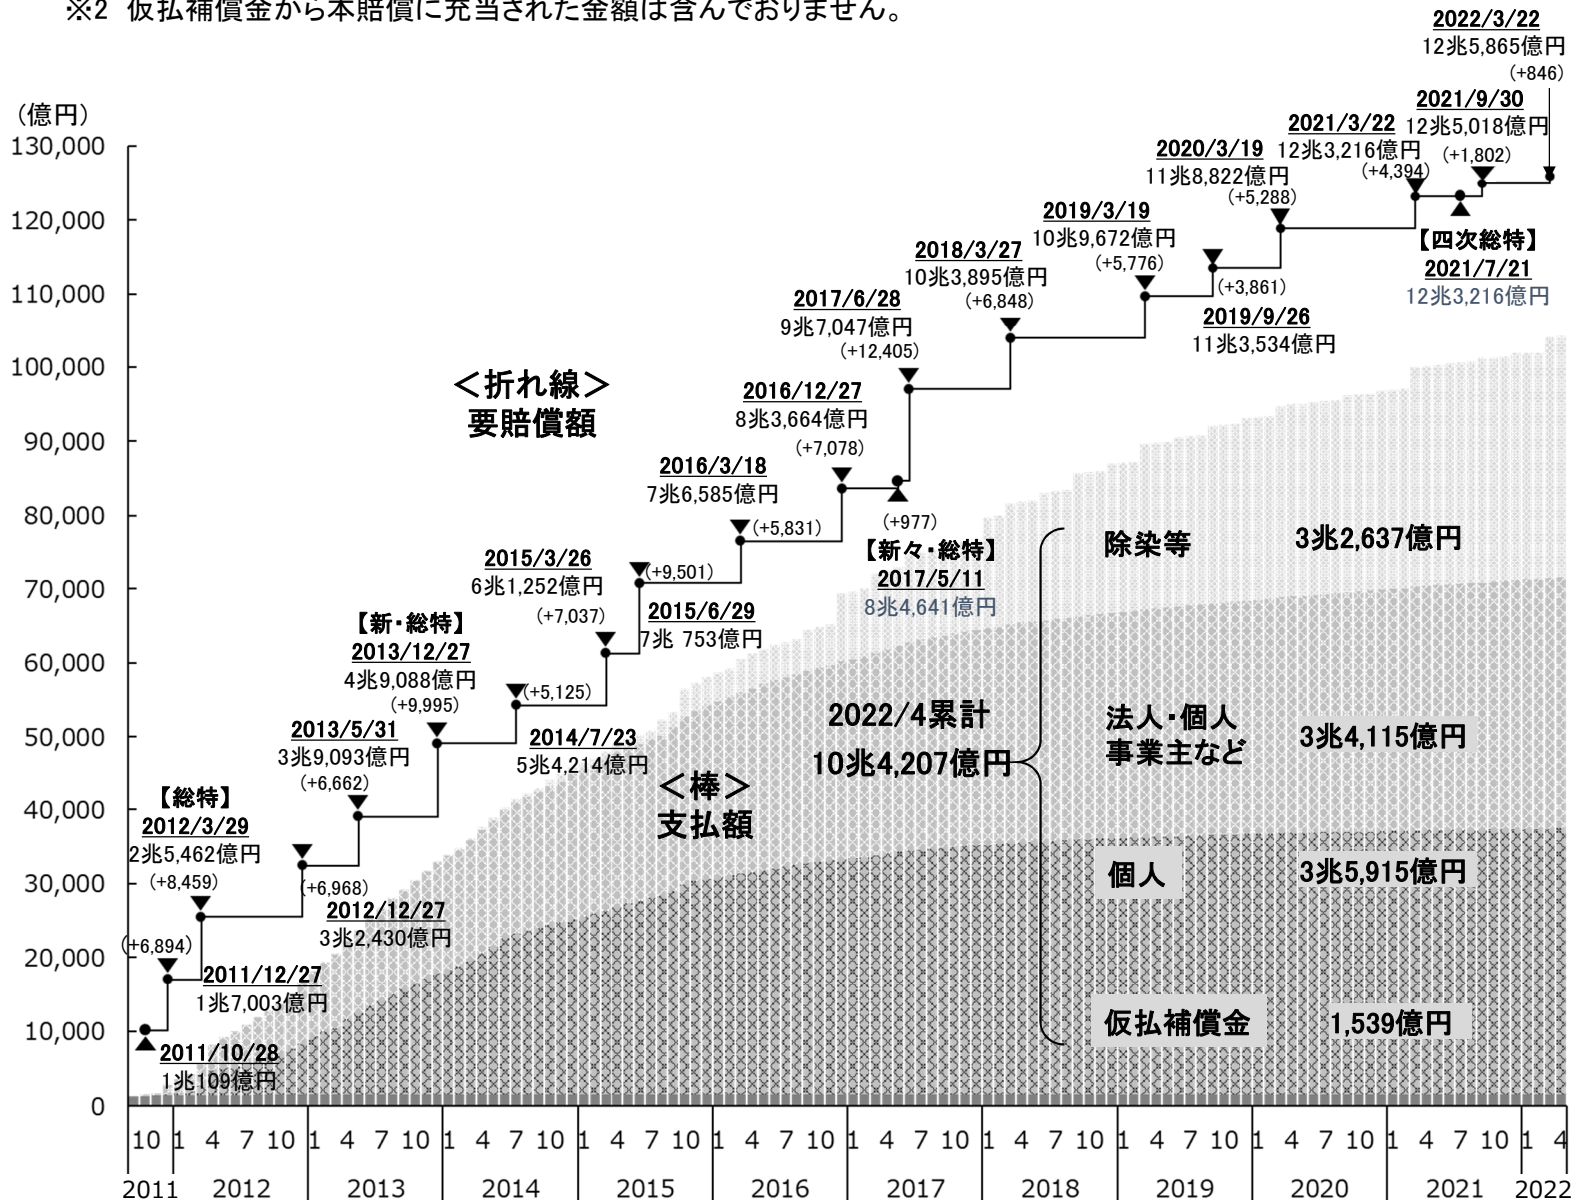 ※2 仮払補償金から本賠償に充当された金額は含んでおりません。
2022/3/22
12兆5,865億円
(+846)
(億円)
2021/9/30
12兆5,018億円
(+1,802)
2021/3/22
12兆3,216億円
(+4,394)
2020/3/19
11兆8,822億円
(+5,288)
【四次総特】
2021/7/21
12兆3,216億円
2019/3/19
10兆9,672億円
(+5,776)
(+3,861)
2019/9/26
11兆3,534億円
2018/3/27
10兆3,895億円
(+6,848)
2017/6/28
9兆7,047億円
(+12,405)
<折れ線>
要賠償額
2016/12/27
8兆3,664億円
(+7,078)
2016/3/18
7兆6,585億円
(+5,831)
(+977)
【新々・総特】
2017/5/11
8兆4,641億円
2015/3/26
6兆1,252億円
(+7,037)
(+9,501)
2015/6/29
7兆 753億円
【新・総特】
2013/12/27
4兆9,088億円
(+9,995)
(+5,125)
2014/7/23
5兆4,214億円
2013/5/31
3兆9,093億円
(+6,662)
【総特】
2012/3/29
2兆5,462億円
(+8,459)
(+6,968)
2012/12/27
3兆2,430億円
(+6,894)
2011/12/27
1兆7,003億円
2011/10/28
1兆109億円
<棒>
支払額
2022/4累計
10兆4,207億円
除染等 3兆2,637億円
法人・個人
事業主など 3兆4,115億円
個人 3兆5,915億円
仮払補償金 1,539億円
130,000
120,000
110,000
100,000
90,000
80,000
70,000
60,000
50,000
40,000
30,000
20,000
10,000
0
10 1 4 7 10 1 4 7 10 1 4 7 10 1 4 7 10 1 4 7 10 1 4 7 10 1 4 7 10 1 4 7 10 1 4 7 10 1 4 7 10 1 4
2011 2012 2013 2014 2015 2016 2017 2018 2019 2020 2021 2022